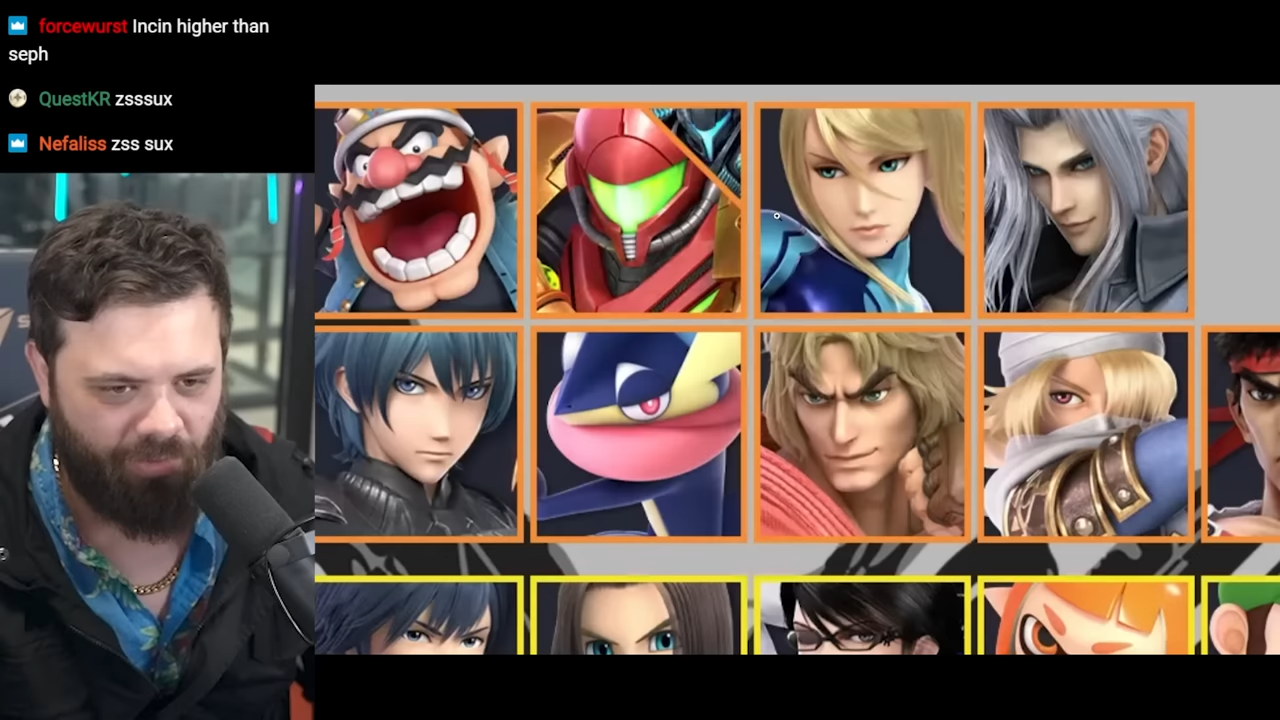 forcewurst Incin higher than
seph
QuestKR zsssux
Nefaliss zss sux